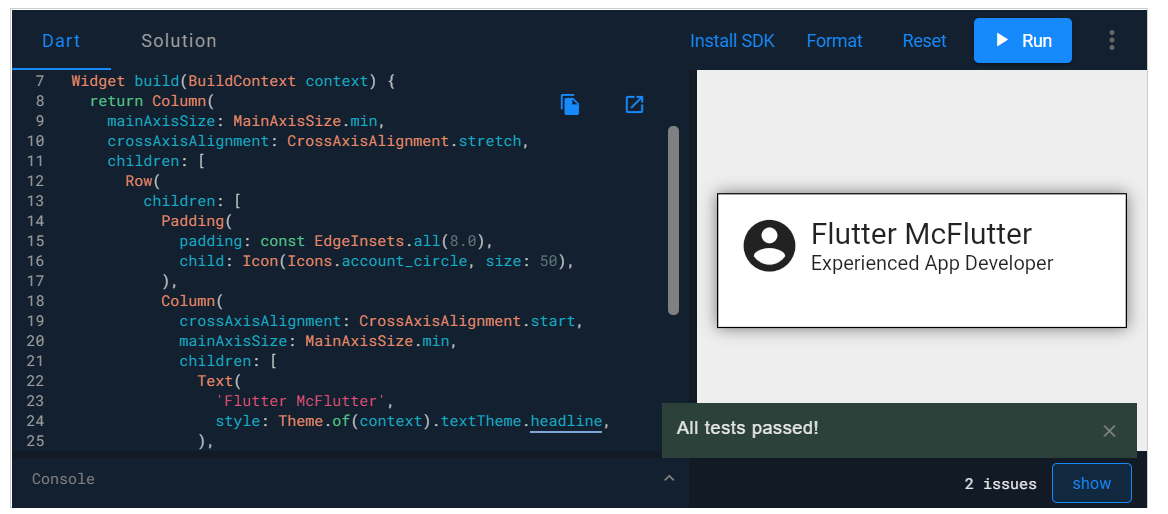 Dart Solution Install SDK Format Reset Run
7 Widget build(BuildContext context) {
8 return Column(
9 mainAxisSize: MainAxisSize.min,
10 crossAxisAlignment: CrossAxisAlignment.stretch,
11 children: [
12 Row(
13 children: [
14 Padding(
15 padding: const EdgeInsets.all(8.0),
16 child: Icon(Icons.account_circle, size: 50),
17 ),
18 Column(
19 crossAxisAlignment: CrossAxisAlignment.start,
20 mainAxisSize: MainAxisSize.min,
21 children: [
22 Text(
23 'Flutter McFlutter',
24 style: Theme.of(context).textTheme.headline,
25 ),
Flutter McFlutter
Experienced App Developer
All tests passed!
Console
2 issues show